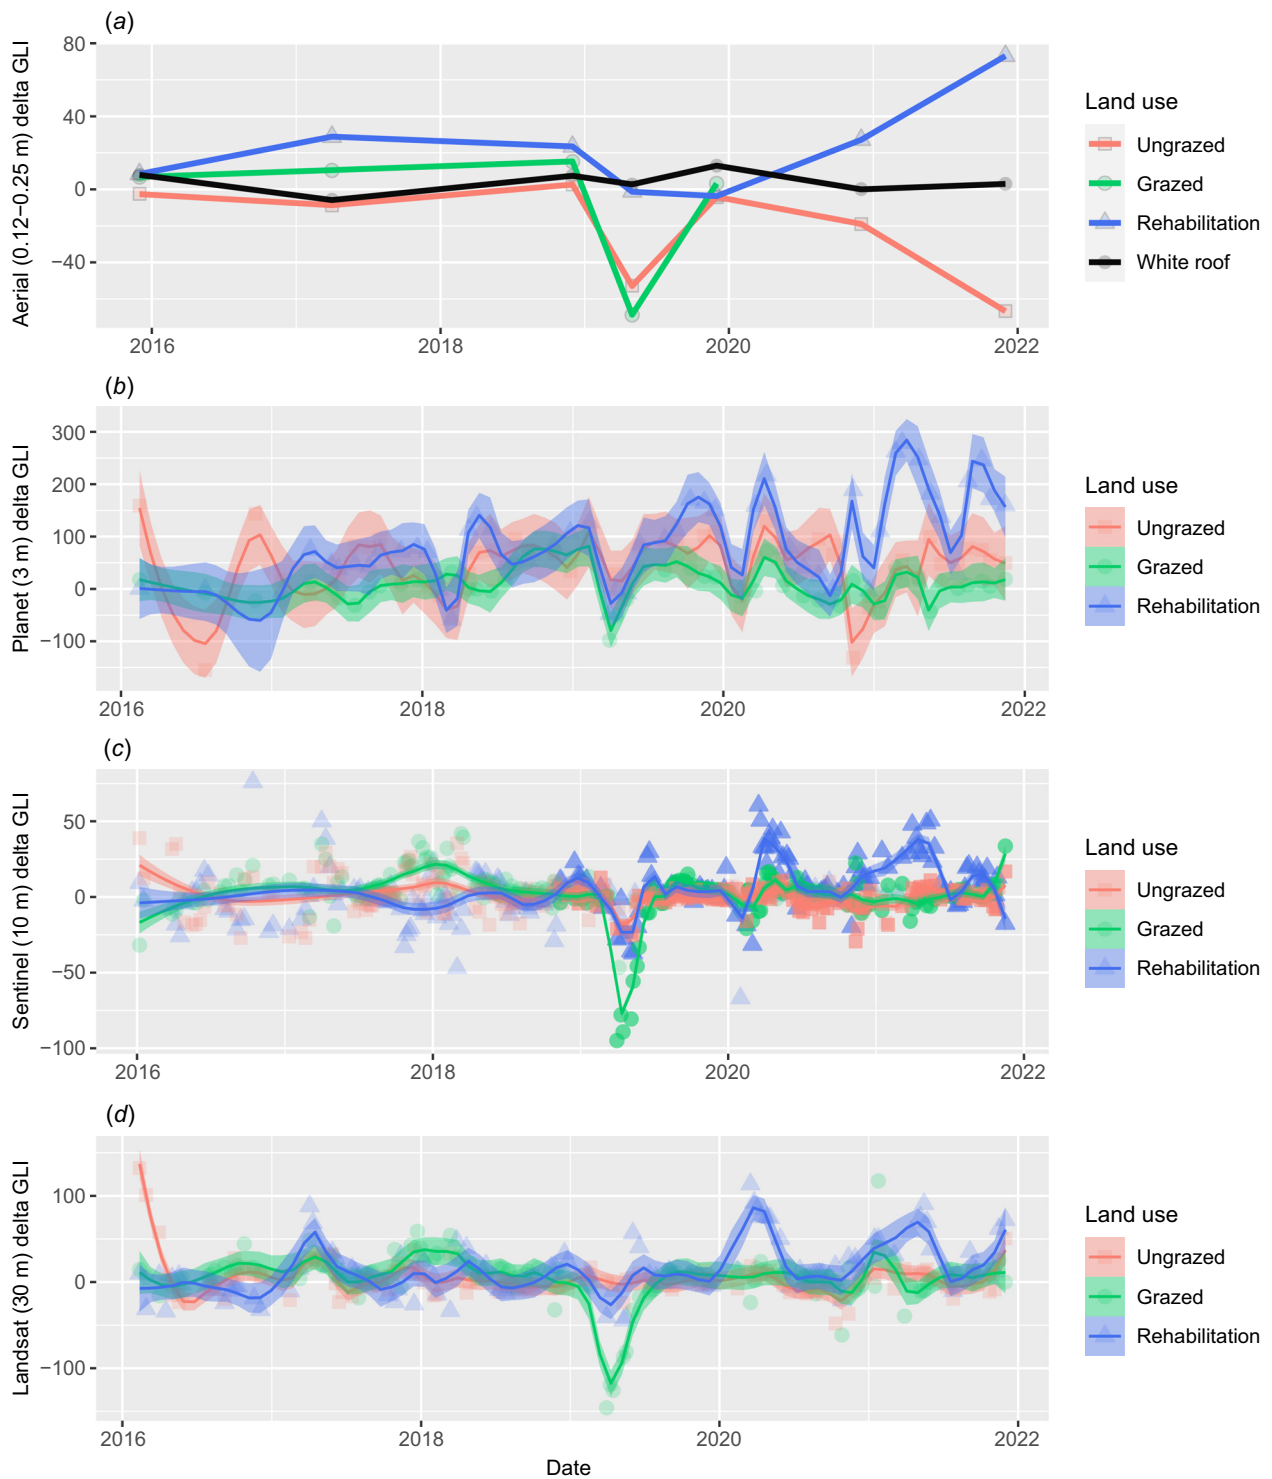 (a)
Aerial (0.12–0.25 m) delta GLI
80
40
0
−40
2016
2018
2020
2022
Land use
Ungrazed
Grazed
Rehabilitation
White roof
(b)
Planet (3 m) delta GLI
300
200
100
0
−100
2016
2018
2020
2022
Land use
Ungrazed
Grazed
Rehabilitation
(c)
Sentinel (10 m) delta GLI
50
0
−50
−100
2016
2018
2020
2022
Land use
Ungrazed
Grazed
Rehabilitation
(d)
Landsat (30 m) delta GLI
100
0
−100
2016
2018
2020
2022
Date
Land use
Ungrazed
Grazed
Rehabilitation